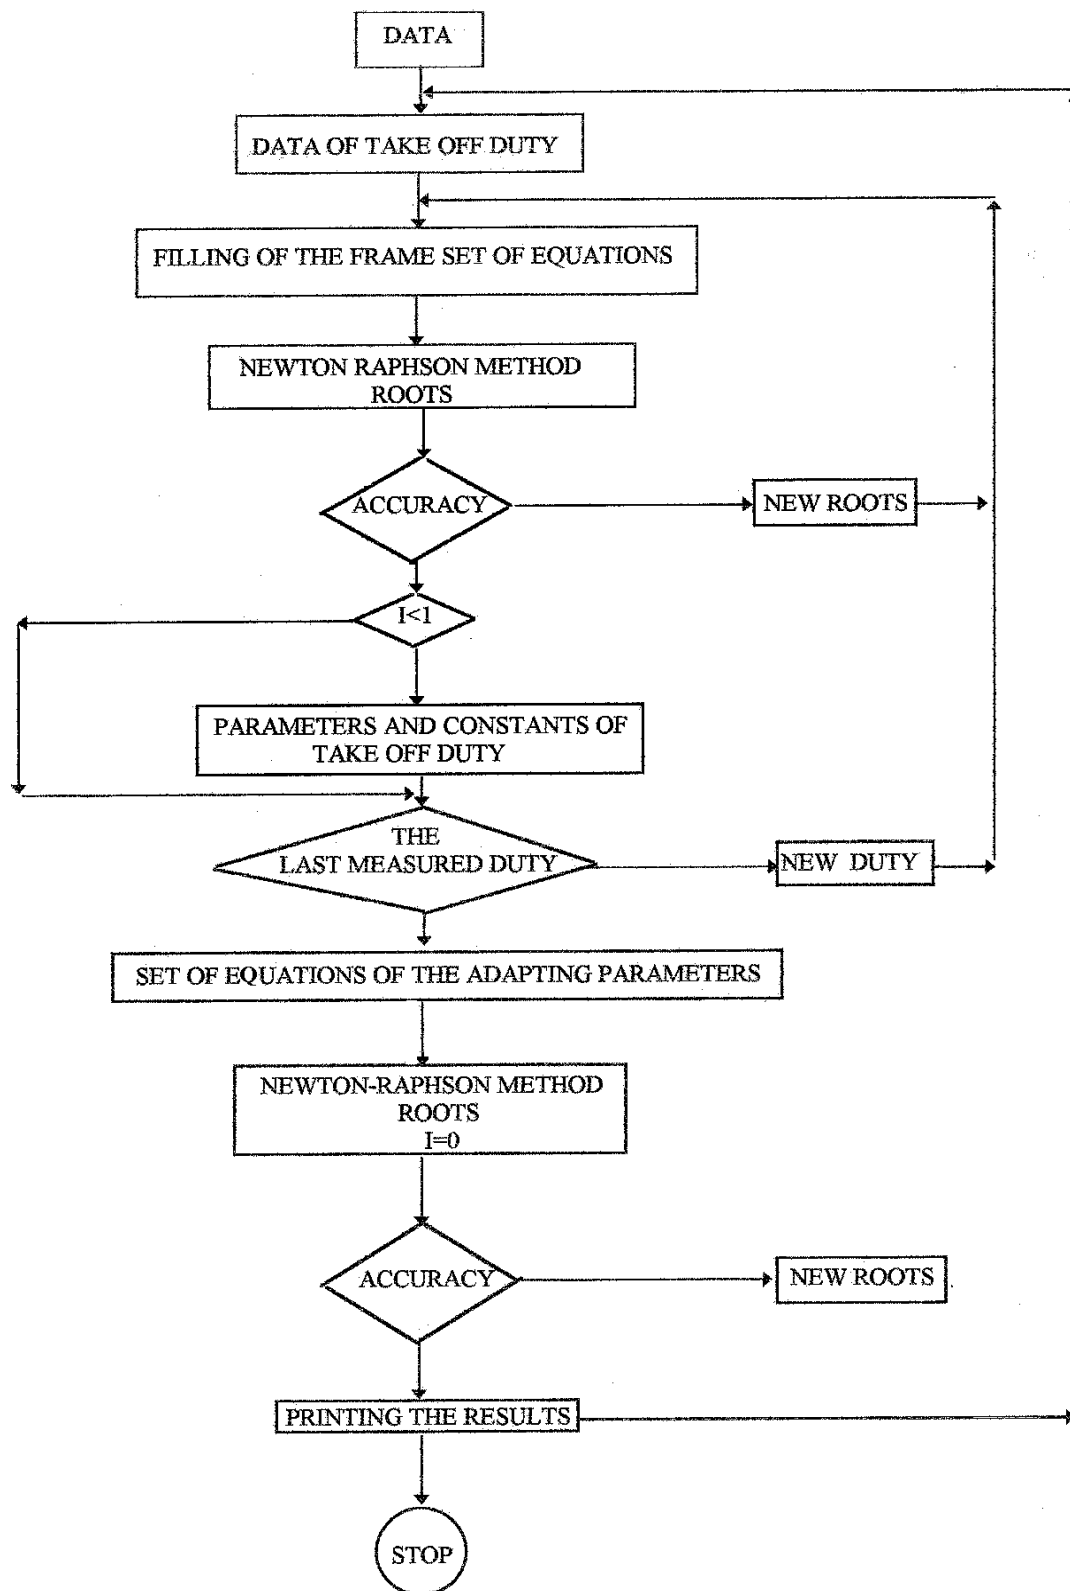 DATA
DATA OF TAKE OFF DUTY
FILLING OF THE FRAME SET OF EQUATIONS
NEWTON RAPHSON METHOD
ROOTS
ACCURACY
NEW ROOTS
I<1
PARAMETERS AND CONSTANTS OF
TAKE OFF DUTY
THE
LAST MEASURED DUTY
NEW DUTY
SET OF EQUATIONS OF THE ADAPTING PARAMETERS
NEWTON-RAPHSON METHOD
ROOTS
I=0
ACCURACY
NEW ROOTS
PRINTING THE RESULTS
STOP